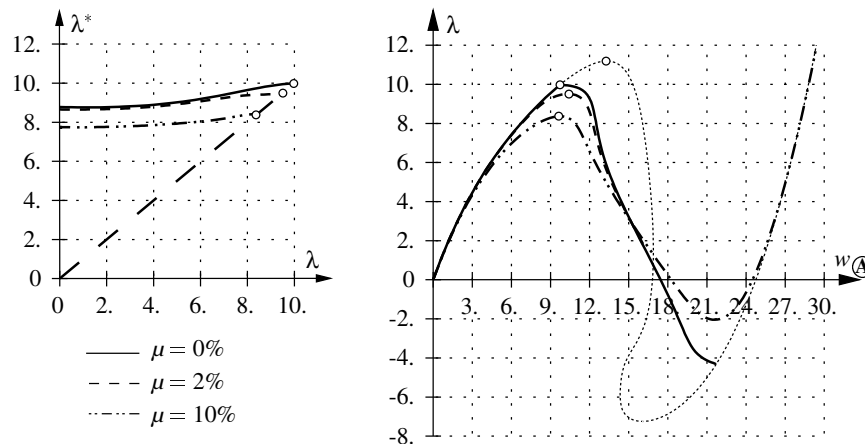 λ*
12.
10.
8.
6.
4.
2.
0
λ
0. 2. 4. 6. 8. 10.
μ = 0%
μ = 2%
μ = 10%
λ
12.
10.
8.
6.
4.
2.
0
-2.
-4.
-6.
-8.
wⒶ
3. 6. 9. 12. 15. 18. 21. 24. 27. 30.